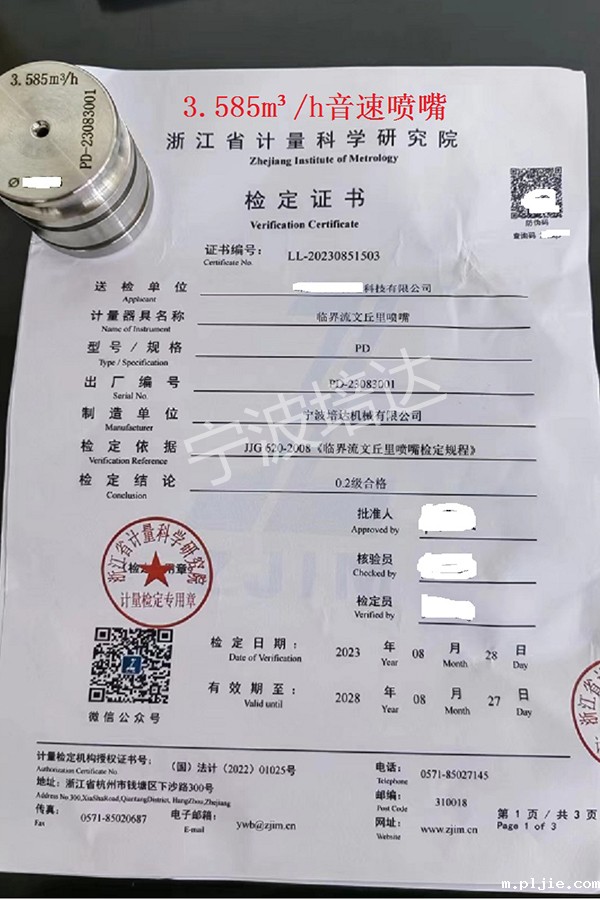 3.585m³/h
PD-23083001
Ø
3.585m³/h音速喷嘴
浙江省计量科学研究院
Zhejiang Institute of Metrology
检定证书
Verification Certificate
防伪码
查询码:
证书编号: LL-20230851503
Certificate No.
送检单位 科技有限公司
Applicant
计量器具名称 临界流文丘里喷嘴
Name of Instrument
型号/规格 PD
Type / Specification
出厂编号 PD-23083001
Serial No.
制造单位 宁波培达机械有限公司
Manufacturer
检定依据 JJG 620-2008《临界流文丘里喷嘴检定规程》
Verification Reference
检定结论 0.2级合格
Conclusion
宁波培达
批准人
Approved by
核验员
Checked by
检定员
Verified by
浙江省计量科学研究院
计量检定专用章
微信公众号
检定日期: 2023 年 08 月 28 日
Date of Verification Year Month Day
有效期至: 2028 年 08 月 27 日
Valid until Year Month Day
计量检定机构授权证书号: (国)法计(2022)01025号 电话: 0571-85027145
Authorization Certificate No. Telephone
地址: 浙江省杭州市钱塘区下沙路300号 邮编: 310018
Address No.300,XiaShaRoad,QuatangDistrict, HangZhou,Zhejiang Post Code
传真: 0571-85020687 电子邮箱: ywb@zjim.cn 网址: www.zjim.cn
Fax E-mail Website
第 1 页 / 共 3 页
Page 1 of 3
m.pljie.com